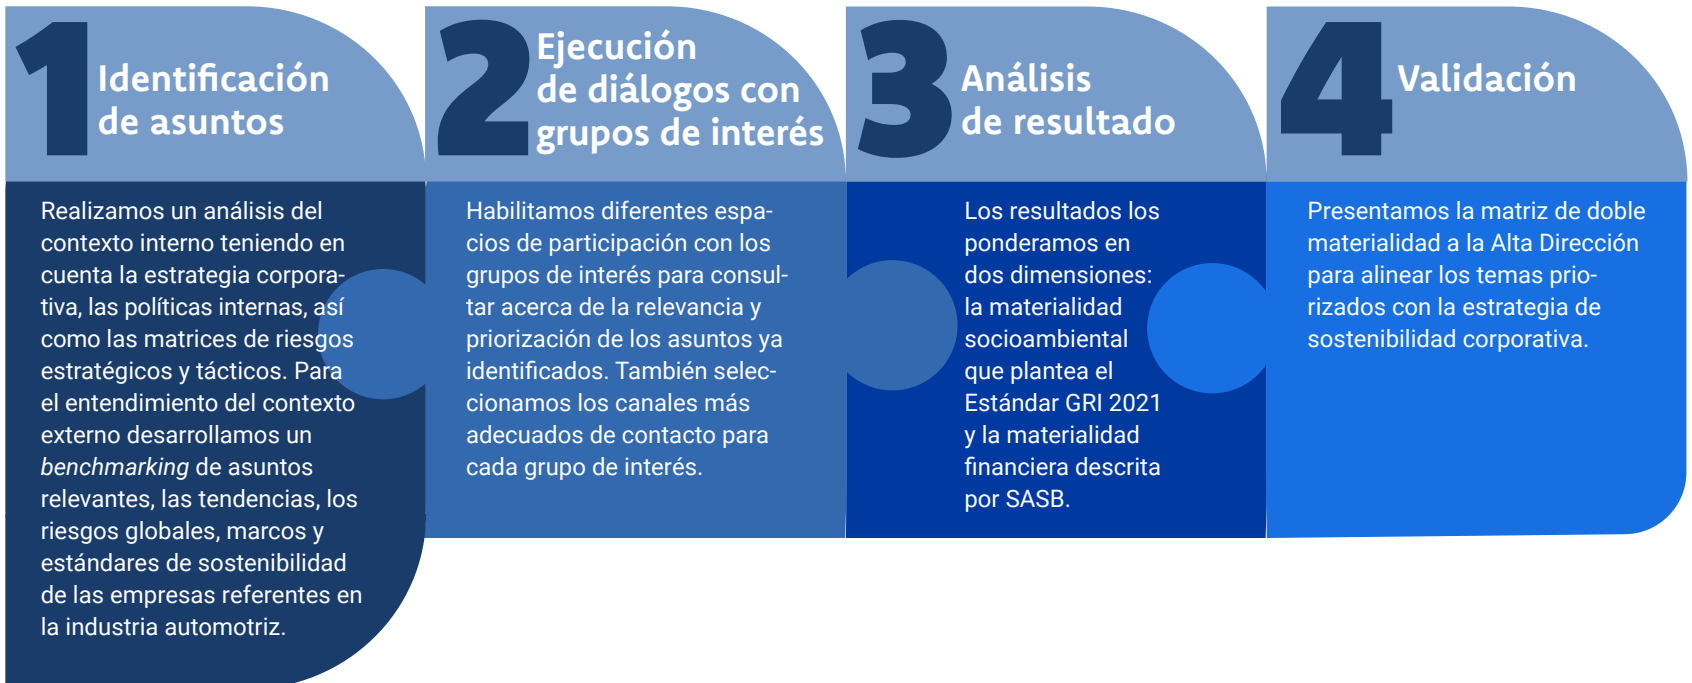 1
Identificación
de asuntos
Realizamos un análisis del
contexto interno teniendo en
cuenta la estrategia corpora-
tiva, las políticas internas, así
como las matrices de riesgos
estratégicos y tácticos. Para
el entendimiento del contexto
externo desarrollamos un
benchmarking de asuntos
relevantes, las tendencias, los
riesgos globales, marcos y
estándares de sostenibilidad
de las empresas referentes en
la industria automotriz.
2
Ejecución
de diálogos con
grupos de interés
Habilitamos diferentes espa-
cios de participación con los
grupos de interés para consul-
tar acerca de la relevancia y
priorización de los asuntos ya
identificados. También selec-
cionamos los canales más
adecuados de contacto para
cada grupo de interés.
3
Análisis
de resultado
Los resultados los
ponderamos en
dos dimensiones:
la materialidad
socioambiental
que plantea el
Estándar GRI 2021
y la materialidad
financiera descrita
por SASB.
4
Validación
Presentamos la matriz de doble
materialidad a la Alta Dirección
para alinear los temas prio-
rizados con la estrategia de
sostenibilidad corporativa.